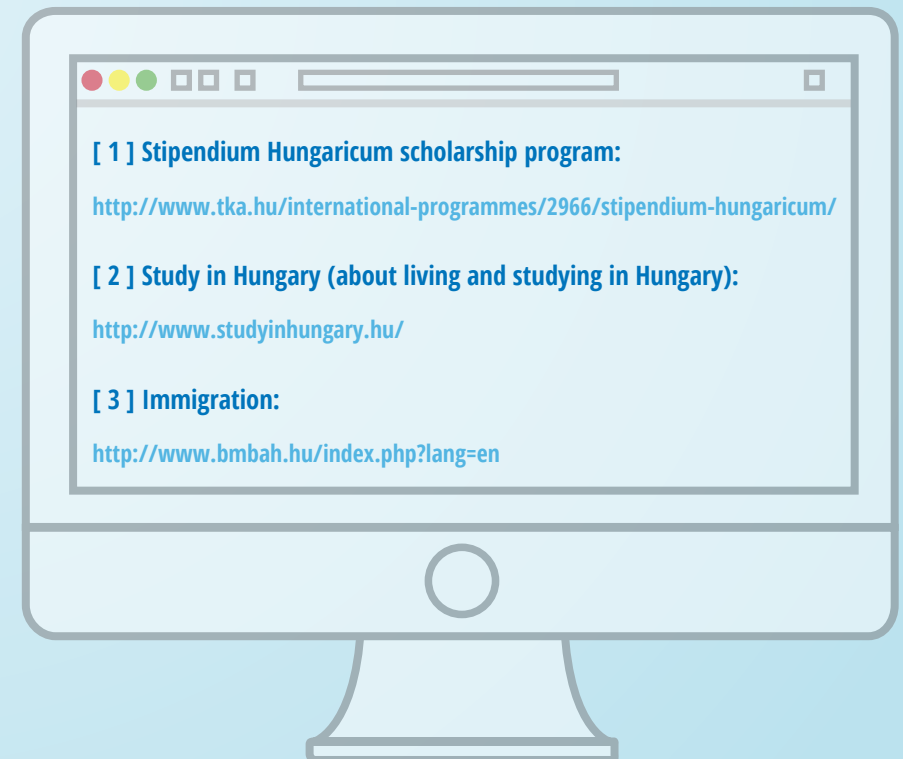 [ 1 ] Stipendium Hungaricum scholarship program:
http://www.tka.hu/international-programmes/2966/stipendium-hungaricum/
[ 2 ] Study in Hungary (about living and studying in Hungary):
http://www.studyinhungary.hu/
[ 3 ] Immigration:
http://www.bmbah.hu/index.php?lang=en